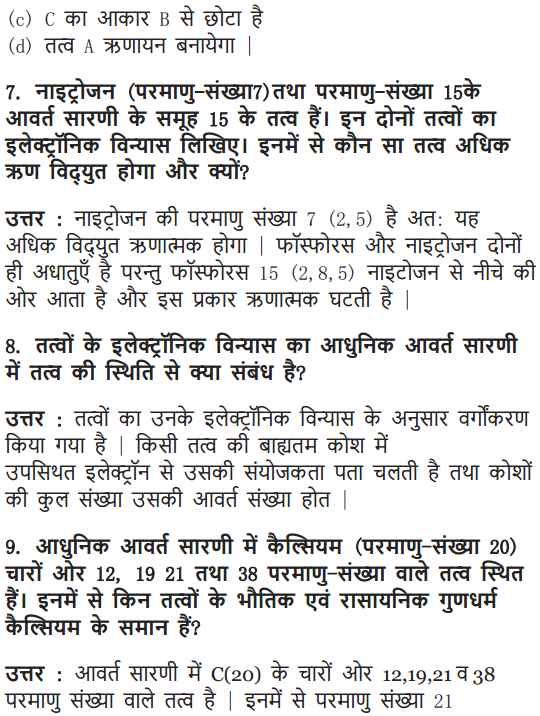 (c) C का आकार B से छोटा है
(d) तत्व A ऋणायन बनायेगा |
7. नाइट्रोजन (परमाणु-संख्या7)तथा परमाणु-संख्या 15के
आवर्त सारणी के समूह 15 के तत्व हैं। इन दोनों तत्वों का
इलेक्ट्रॉनिक विन्यास लिखिए। इनमें से कौन सा तत्व अधिक
ऋण विद्युत होगा और क्यों?
उत्तर : नाइट्रोजन की परमाणु संख्या 7 (2,5) है अत: यह
अधिक विद्युत ऋणात्मक होगा | फॉस्फोरस और नाइट्रोजन दोनों
ही अधातुएँ है परन्तु फॉस्फोरस 15 (2,8,5) नाइटोजन से नीचे की
ओर आता है और इस प्रकार ऋणात्मक घटती है |
8. तत्वों के इलेक्ट्रॉनिक विन्यास का आधुनिक आवर्त सारणी
में तत्व की स्थिति से क्या संबंध है?
उत्तर : तत्वों का उनके इलेक्ट्रॉनिक विन्यास के अनुसार वर्गोंकरण
किया गया है | किसी तत्व की बाह्यतम कोश में
उपसिथत इलेक्ट्रॉन से उसकी संयोजकता पता चलती है तथा कोशों
की कुल संख्या उसकी आवर्त संख्या होत |
9. आधुनिक आवर्त सारणी में कैल्सियम (परमाणु-संख्या 20)
चारों ओर 12, 19 21 तथा 38 परमाणु-संख्या वाले तत्व स्थित
हैं। इनमें से किन तत्वों के भौतिक एवं रासायनिक गुणधर्म
कैल्सियम के समान हैं?
उत्तर : आवर्त सारणी में C(20) के चारों ओर 12,19,21 व 38
परमाणु संख्या वाले तत्व है | इनमें से परमाणु संख्या 21